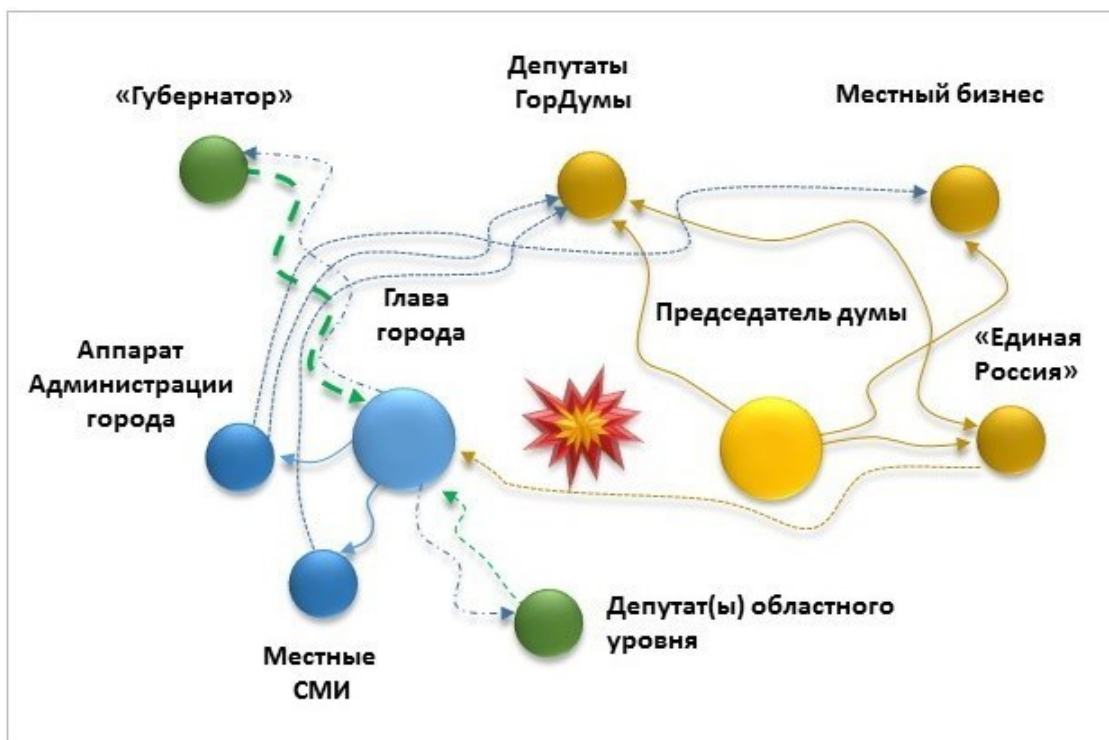 «Губернатор»
Депутаты
ГорДумы
Местный бизнес
Глава
города
Председатель думы
«Единая
Россия»
Аппарат
Администрации
города
Депутат(ы) областного
уровня
Местные
СМИ